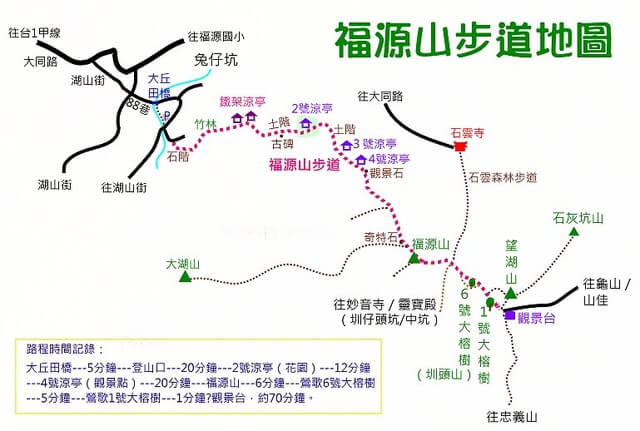 福源山步道地圖
往台1甲線
大同路
往福源國小
兔仔坑
湖山街
大丘
田橋
88巷
P
竹林
鐵架涼亭
2號涼亭
往大同路
土階
古碑
土階
石雲寺
3 號涼亭
4號涼亭
石階
福源山步道
觀景石
石雲森林步道
湖山街
往湖山街
石灰坑山
奇特石
福源山
望湖山
大湖山
往龜山/
山佳
往妙音寺/靈寶殿
(圳仔頭坑/中坑)
6號大榕樹
(圳頭山)
1號大榕樹
觀景台
往忠義山
路程時間記錄:
大丘田橋---5分鐘---登山口---20分鐘---2號涼亭(花園)---12分鐘
---4號涼亭(觀景點)---20分鐘---福源山---6分鐘---鶯歌6號大榕樹
---5分鐘---鶯歌1號大榕樹---1分鐘?觀景台，約70分鐘。